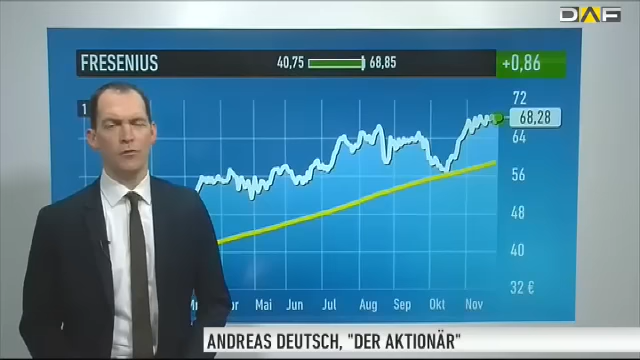 DAF
FRESENIUS 40,75 68,85 +0,86
1
72
68,28
64
56
48
40
32 €
Mai Jun Jul Aug Sep Okt Nov
ANDREAS DEUTSCH, "DER AKTIONÄR"